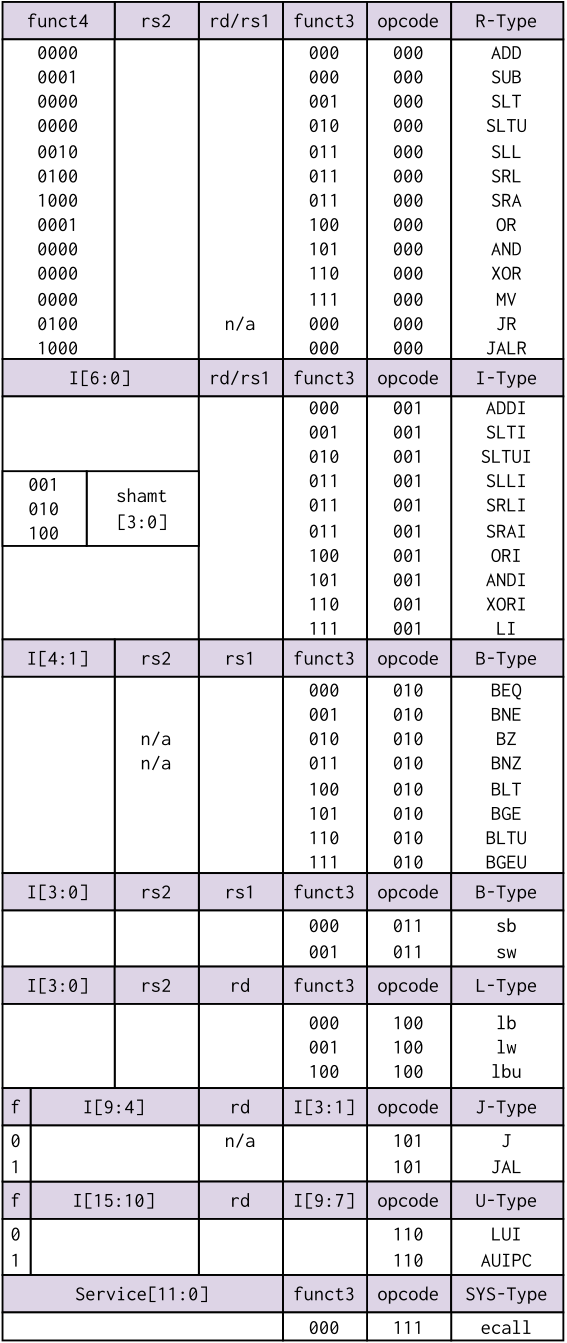 funct4 rs2 rd/rs1 funct3 opcode R-Type
0000 000 000 ADD
0001 000 000 SUB
0000 001 000 SLT
0000 010 000 SLTU
0010 011 000 SLL
0100 011 000 SRL
1000 011 000 SRA
0001 100 000 OR
0000 101 000 AND
0000 110 000 XOR
0000 111 000 MV
0100 n/a 000 000 JR
1000 000 000 JALR
I[6:0] rd/rs1 funct3 opcode I-Type
000 001 ADDI
001 001 SLTI
010 001 SLTUI
001 shamt 011 001 SLLI
010 [3:0] 011 001 SRLI
100 011 001 SRAI
100 001 ORI
101 001 ANDI
110 001 XORI
111 001 LI
I[4:1] rs2 rs1 funct3 opcode B-Type
000 010 BEQ
001 010 BNE
n/a 010 010 BZ
n/a 011 010 BNZ
100 010 BLT
101 010 BGE
110 010 BLTU
111 010 BGEU
I[3:0] rs2 rs1 funct3 opcode B-Type
000 011 sb
001 011 sw
I[3:0] rs2 rd funct3 opcode L-Type
000 100 lb
001 100 lw
100 100 lbu
f I[9:4] rd I[3:1] opcode J-Type
0 n/a 101 J
1 101 JAL
f I[15:10] rd I[9:7] opcode U-Type
0 110 LUI
1 110 AUIPC
Service[11:0] funct3 opcode SYS-Type
000 111 ecall